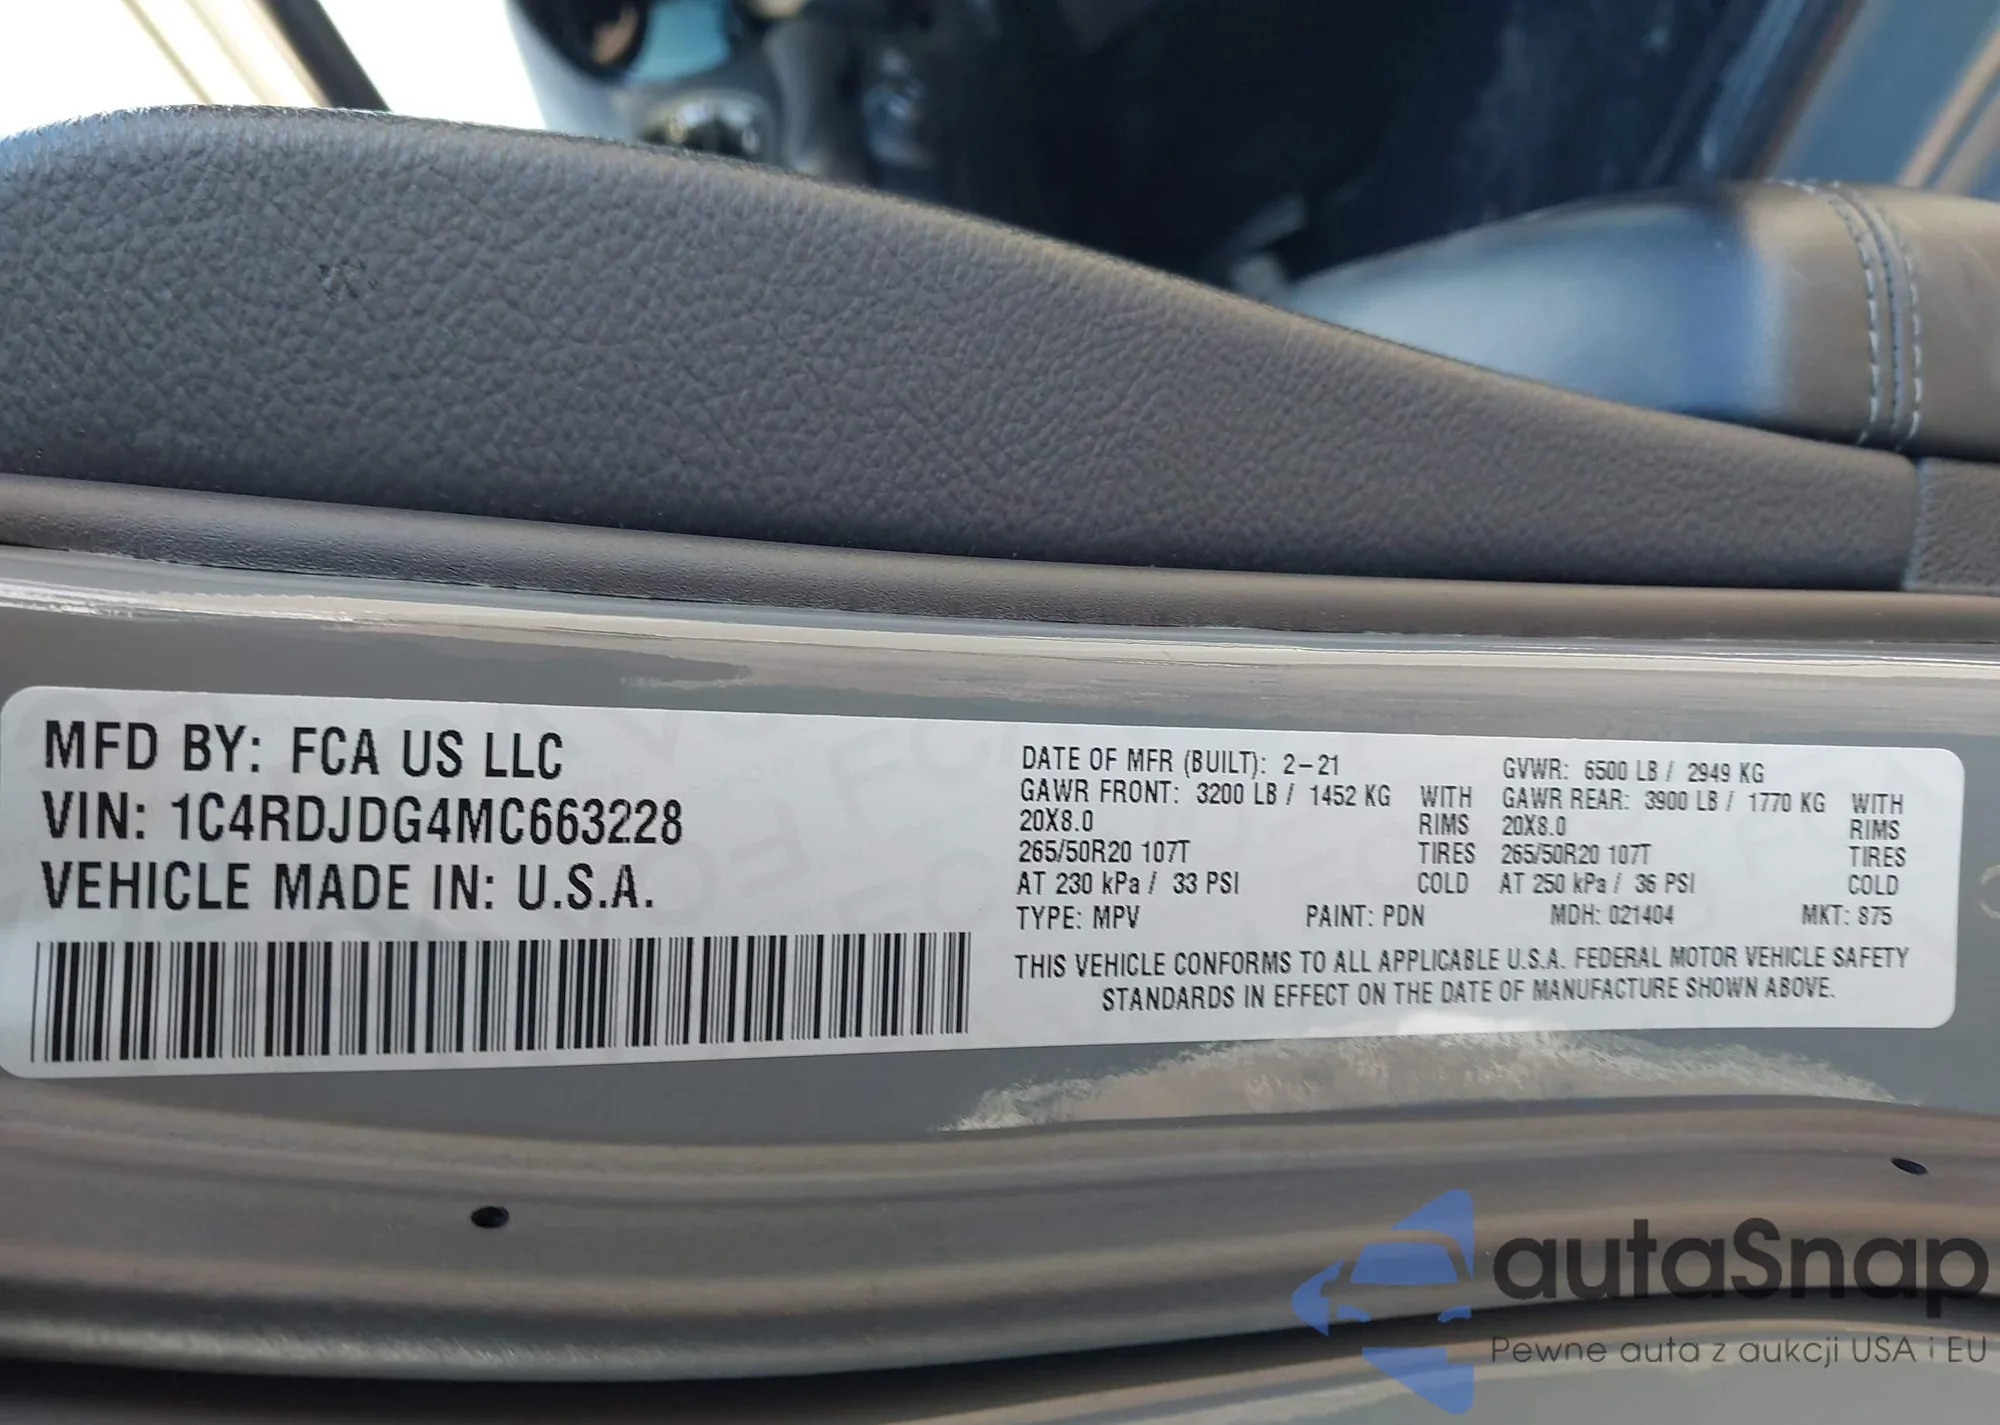 MFD BY: FCA US LLC
VIN: 1C4RDJDG4MC663228
VEHICLE MADE IN: U.S.A.
DATE OF MFR (BUILT): 2-21
GAWR FRONT: 3200 LB / 1452 KG WITH
20X8.0 RIMS
265/50R20 107T TIRES
AT 230 kPa / 33 PSI COLD
GVWR: 6500 LB / 2949 KG
GAWR REAR: 3900 LB / 1770 KG WITH
20X8.0 RIMS
265/50R20 107T TIRES
AT 250 kPa / 36 PSI COLD
TYPE: MPV PAINT: PDN MDH: 021404 MKT: 875
THIS VEHICLE CONFORMS TO ALL APPLICABLE U.S.A. FEDERAL MOTOR VEHICLE SAFETY
STANDARDS IN EFFECT ON THE DATE OF MANUFACTURE SHOWN ABOVE.
autaSnap
Pewne auta z aukcji USA i EU